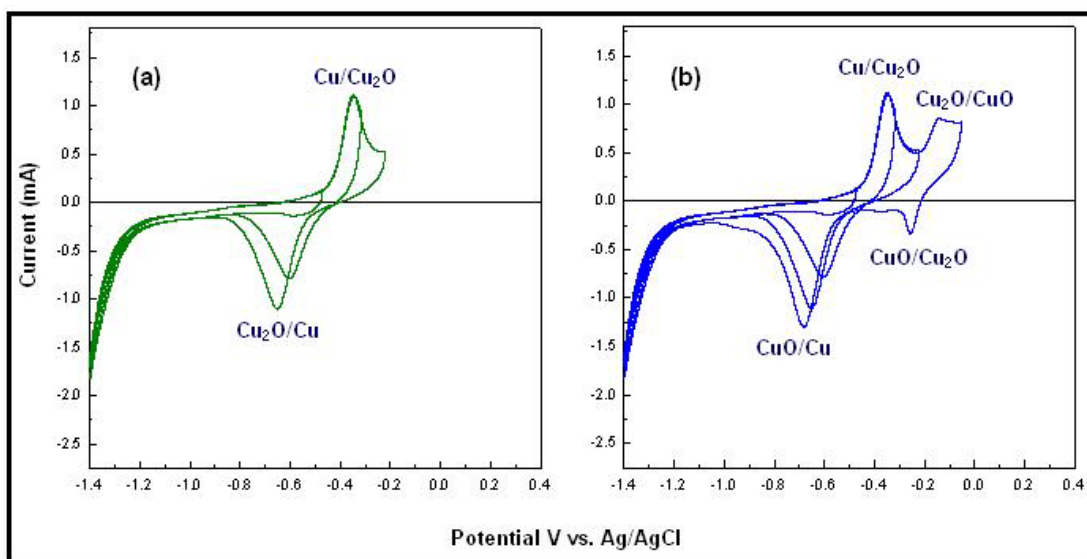 (a)
Cu/Cu₂O
Cu₂O/Cu
1.5
1.0
0.5
0.0
-0.5
-1.0
-1.5
-2.0
-2.5
-1.4 -1.2 -1.0 -0.8 -0.6 -0.4 -0.2 0.0 0.2 0.4
Current (mA)
(b)
Cu/Cu₂O
Cu₂O/CuO
CuO/Cu₂O
CuO/Cu
1.5
1.0
0.5
0.0
-0.5
-1.0
-1.5
-2.0
-2.5
-1.4 -1.2 -1.0 -0.8 -0.6 -0.4 -0.2 0.0 0.2 0.4
Potential V vs. Ag/AgCl